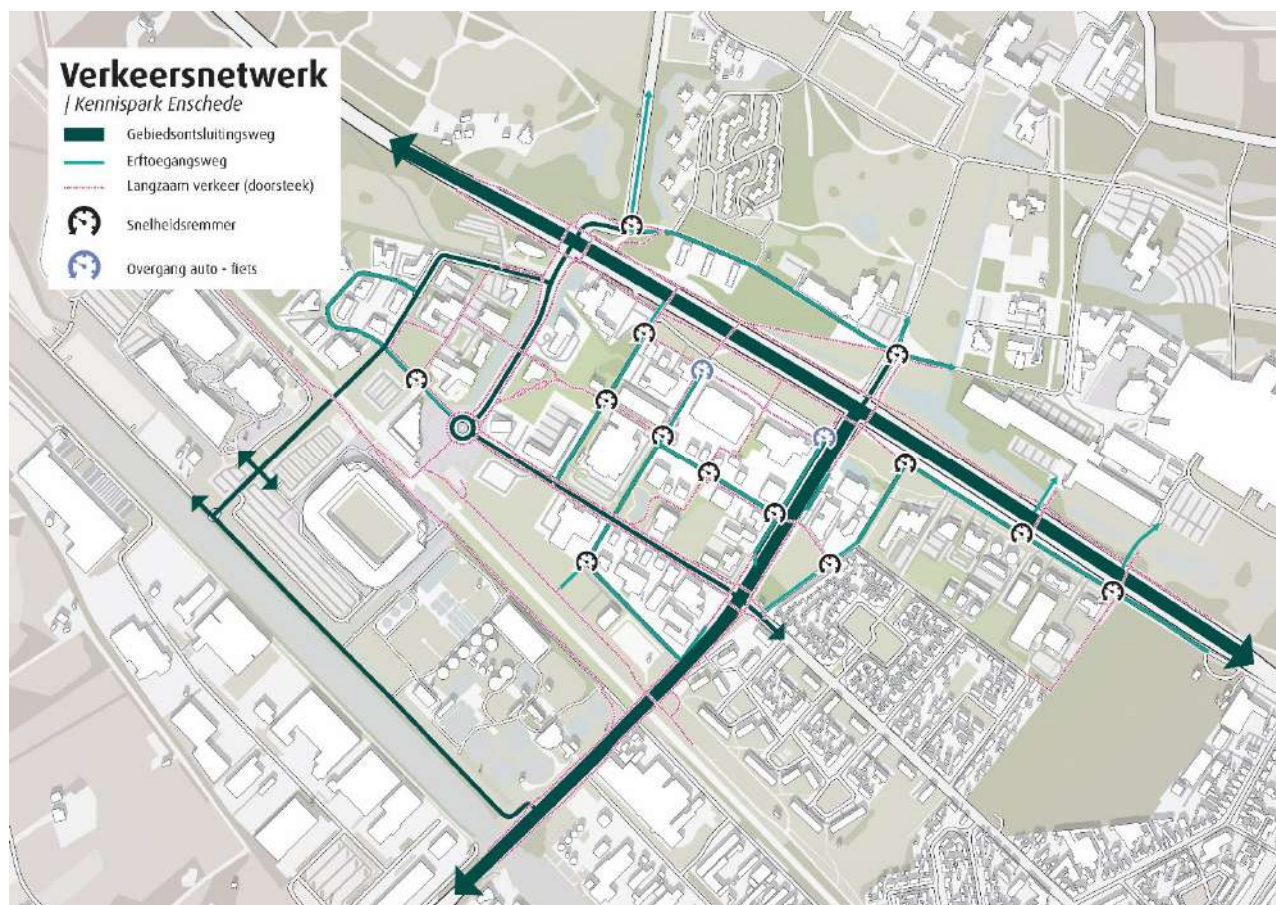 Verkeersnetwerk
| Kennispark Enschede
Gebiedsontsluitingsweg
Erftoegangsweg
Langzaam verkeer (doorsteek)
Snelheidsremmer
Overgang auto - fiets